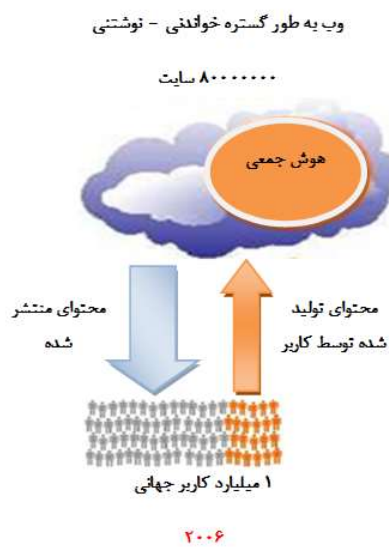 وب به طور گستره خواندنی - نوشتنی
۸۰۰۰۰۰۰۰ سایت
هوش جمعی
محتوای تولید
شده توسط کاربر
محتوای منتشر
شده
۱ میلیارد کاربر جهانی
۲۰۰۶